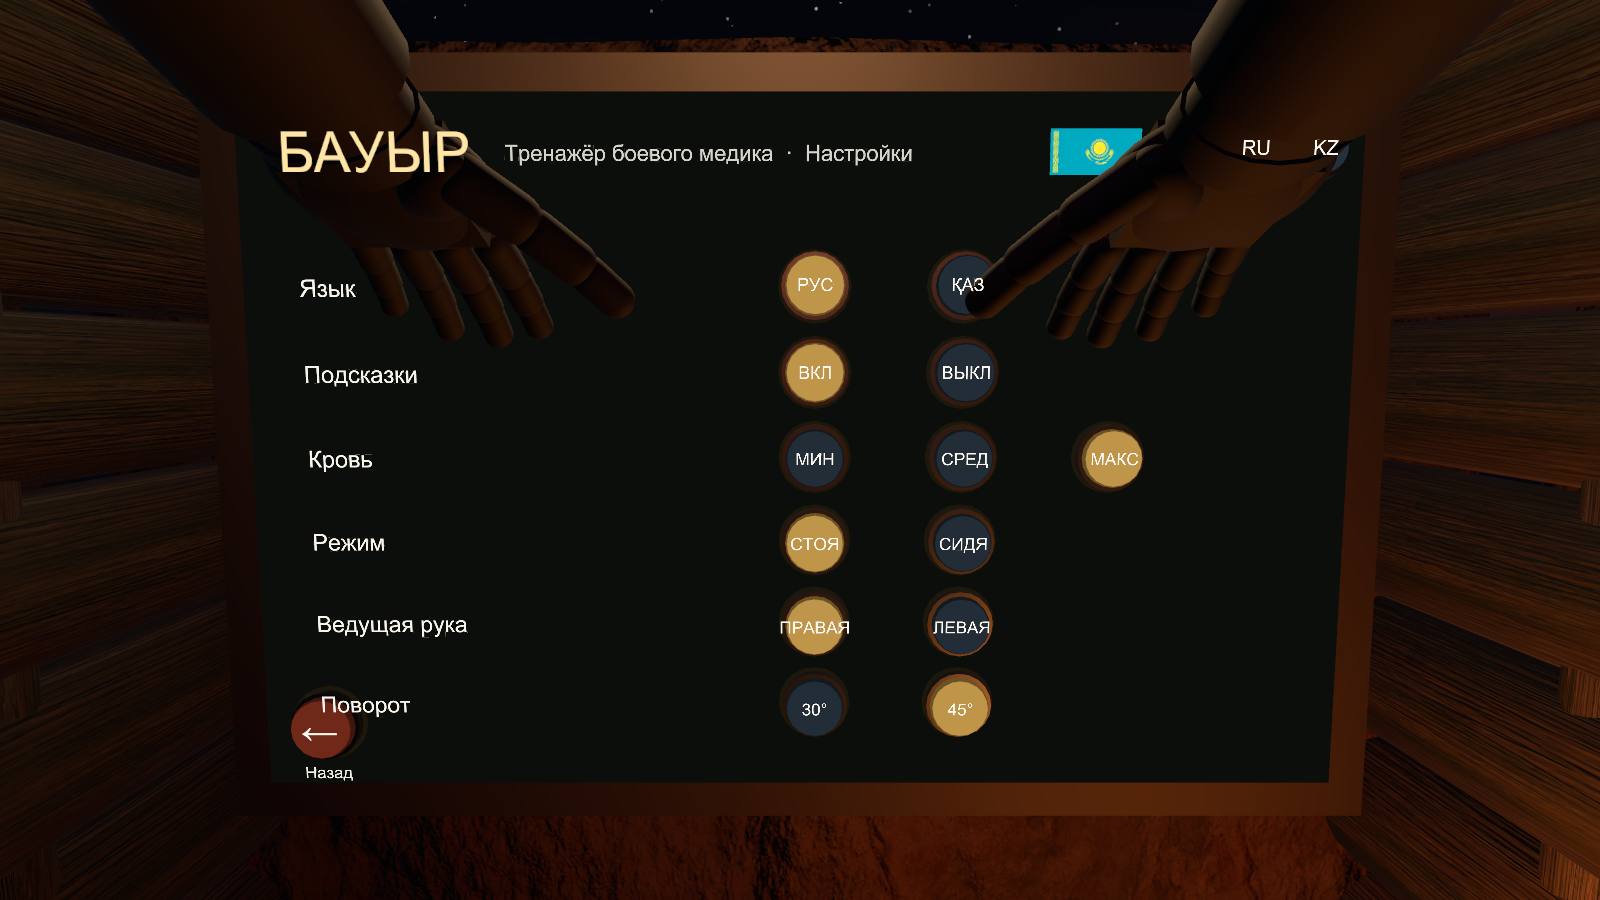 БАУЫР
Тренажёр боевого медика · Настройки
RU KZ
Язык РУС ҚАЗ
Подсказки ВКЛ ВЫКЛ
Кровь МИН СРЕД МАКС
Режим СТОЯ СИДЯ
Ведущая рука ПРАВАЯ ЛЕВАЯ
Поворот 30° 45°
←
Назад